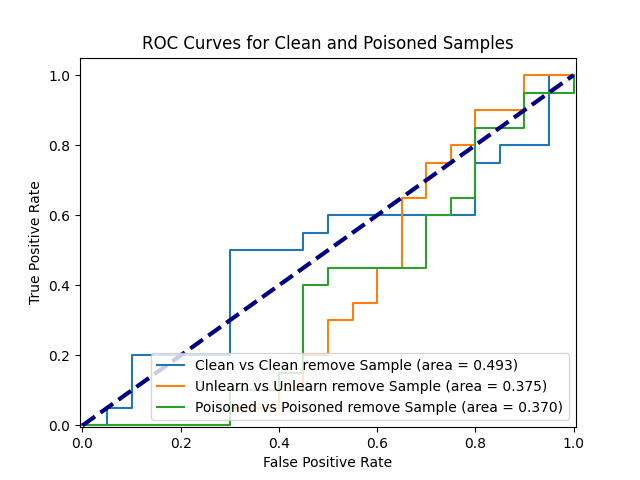 ROC Curves for Clean and Poisoned Samples
True Positive Rate
1.0
0.8
0.6
0.4
0.2
0.0
Clean vs Clean remove Sample (area = 0.493)
Unlearn vs Unlearn remove Sample (area = 0.375)
Poisoned vs Poisoned remove Sample (area = 0.370)
0.0 0.2 0.4 0.6 0.8 1.0
False Positive Rate